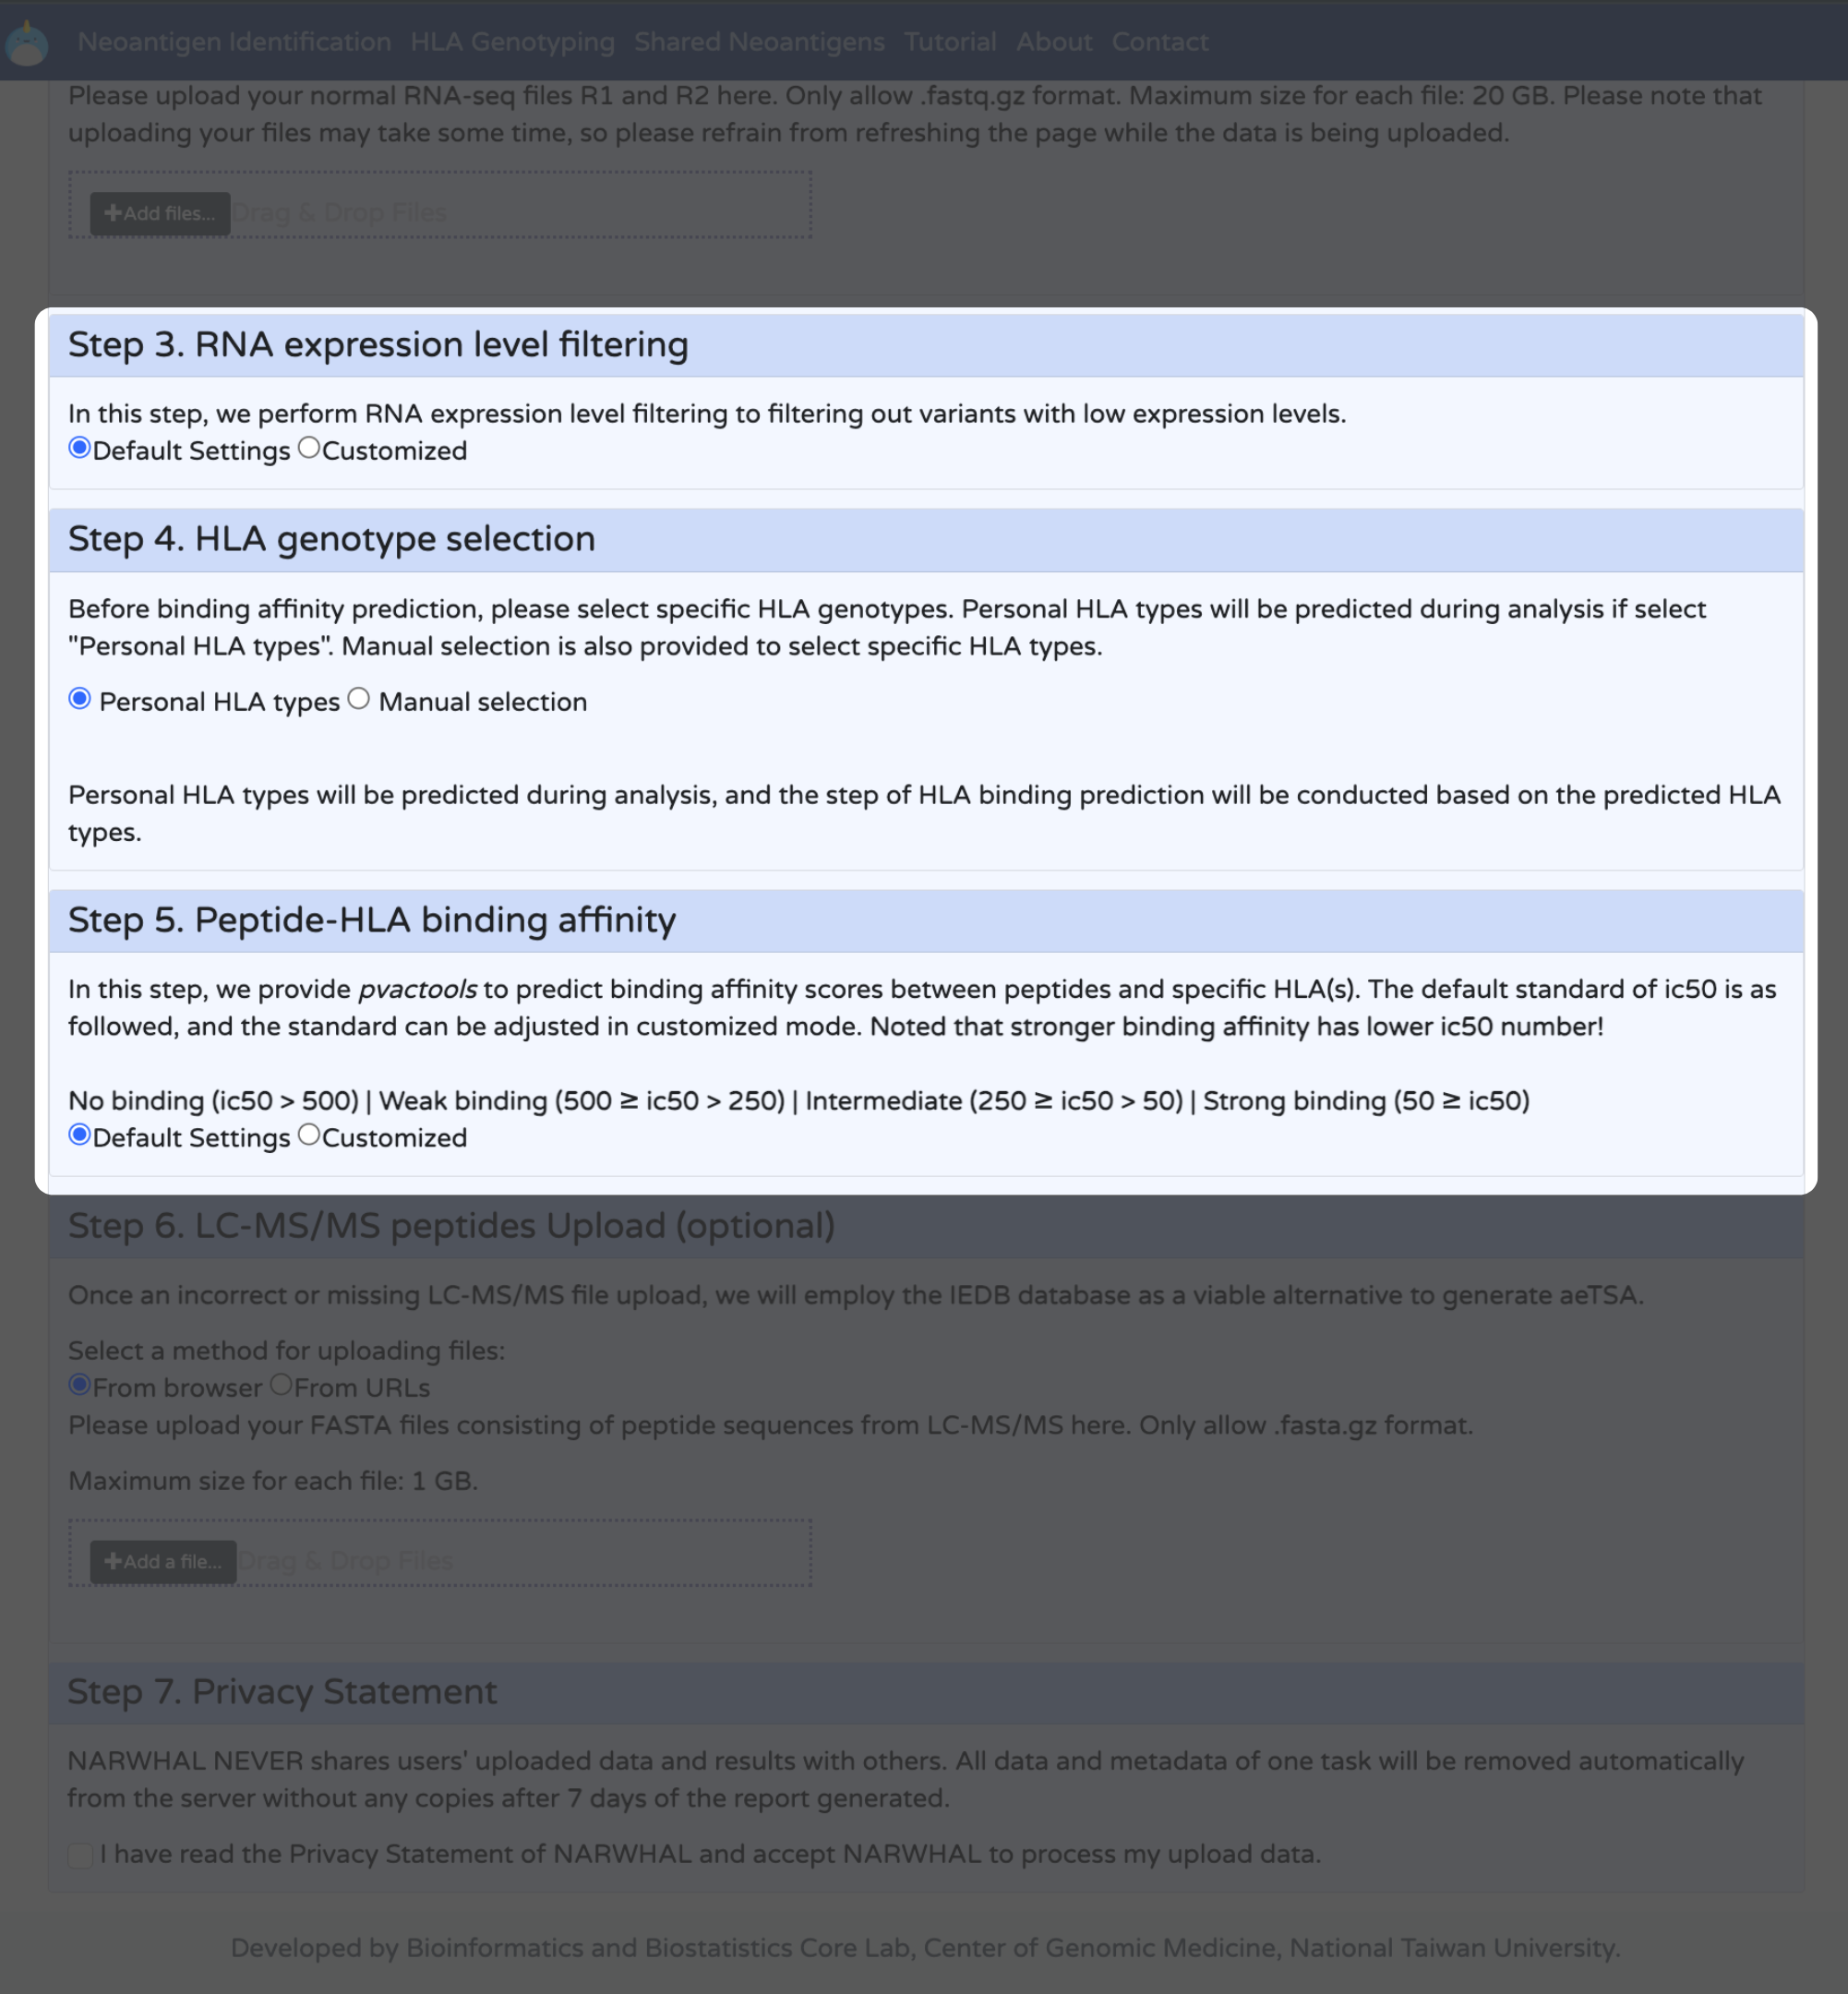 Neoantigen Identification HLA Genotyping Shared Neoantigens Tutorial About Contact
Please upload your normal RNA-seq files R1 and R2 here. Only allow .fastq.gz format. Maximum size for each file: 20 GB. Please note that
uploading your files may take some time, so please refrain from refreshing the page while the data is being uploaded.
Add files... Drag & Drop Files
Step 3. RNA expression level filtering
In this step, we perform RNA expression level filtering to filtering out variants with low expression levels.
Default Settings Customized
Step 4. HLA genotype selection
Before binding affinity prediction, please select specific HLA genotypes. Personal HLA types will be predicted during analysis if select
"Personal HLA types". Manual selection is also provided to select specific HLA types.
Personal HLA types Manual selection
Personal HLA types will be predicted during analysis, and the step of HLA binding prediction will be conducted based on the predicted HLA
types.
Step 5. Peptide-HLA binding affinity
In this step, we provide pvactools to predict binding affinity scores between peptides and specific HLA(s). The default standard of ic50 is as
followed, and the standard can be adjusted in customized mode. Noted that stronger binding affinity has lower ic50 number!
No binding (ic50 > 500) | Weak binding (500 ≥ ic50 > 250) | Intermediate (250 ≥ ic50 > 50) | Strong binding (50 ≥ ic50)
Default Settings Customized
Step 6. LC-MS/MS peptides Upload (optional)
Once an incorrect or missing LC-MS/MS file upload, we will employ the IEDB database as a viable alternative to generate aeTSA.
Select a method for uploading files:
From browser From URLs
Please upload your FASTA files consisting of peptide sequences from LC-MS/MS here. Only allow .fasta.gz format.
Maximum size for each file: 1 GB.
Add a file... Drag & Drop Files
Step 7. Privacy Statement
NARWHAL NEVER shares users' uploaded data and results with others. All data and metadata of one task will be removed automatically
from the server without any copies after 7 days of the report generated.
I have read the Privacy Statement of NARWHAL and accept NARWHAL to process my upload data.
Developed by Bioinformatics and Biostatistics Core Lab, Center of Genomic Medicine, National Taiwan University.